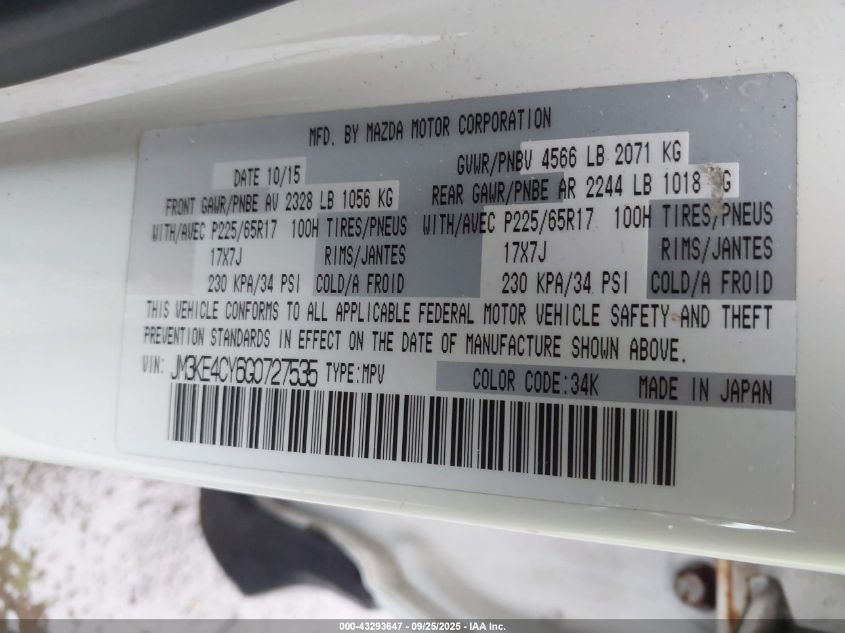 MFD. BY MAZDA MOTOR CORPORATION
DATE 10/15 GVWR/PNBV 4566 LB 2071 KG
FRONT GAWR/PNBE AV 2328 LB 1056 KG REAR GAWR/PNBE AR 2244 LB 1018 KG
WITH/AVEC P225/65R17 100H TIRES/PNEUS WITH/AVEC P225/65R17 100H TIRES/PNEUS
17X7J RIMS/JANTES 17X7J RIMS/JANTES
230 KPA/34 PSI COLD/A FROID 230 KPA/34 PSI COLD/A FROID
THIS VEHICLE CONFORMS TO ALL APPLICABLE FEDERAL MOTOR VEHICLE SAFETY AND THEFT
PREVENTION STANDARDS IN EFFECT ON THE DATE OF MANUFACTURE SHOWN ABOVE.
VIN: JM3KE4CY6G0727535 TYPE:MPV COLOR CODE:34K MADE IN JAPAN
000-43293647 - 09/25/2025 - IAA Inc.